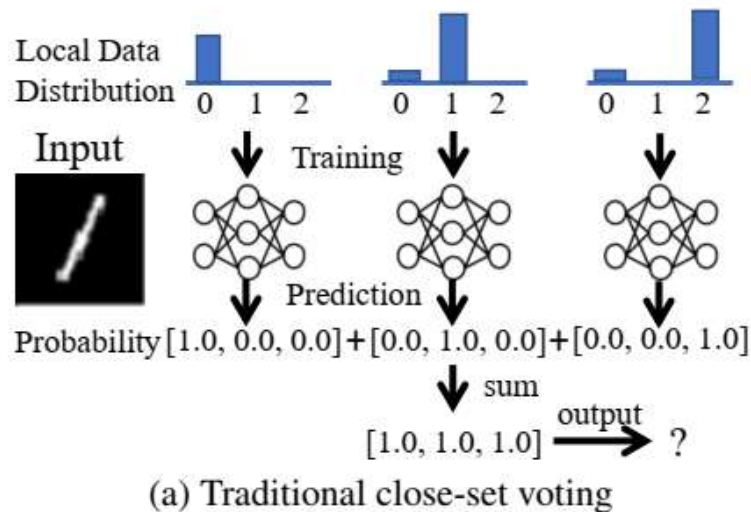 Local Data
Distribution
0 1 2
0 1 2
0 1 2
Input
Training
Prediction
Probability [1.0, 0.0, 0.0]+[0.0, 1.0, 0.0]+[0.0, 0.0, 1.0]
sum
[1.0, 1.0, 1.0] output ?
(a) Traditional close-set voting